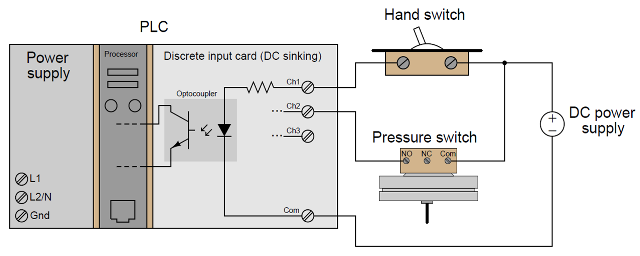 PLC
Hand switch
Power
supply
Processor
Discrete input card (DC sinking)
Optocoupler
Ch1
Ch2
Ch3
Com
L1
L2/N
Gnd
Pressure switch
NO NC Com
DC power
supply
+
−